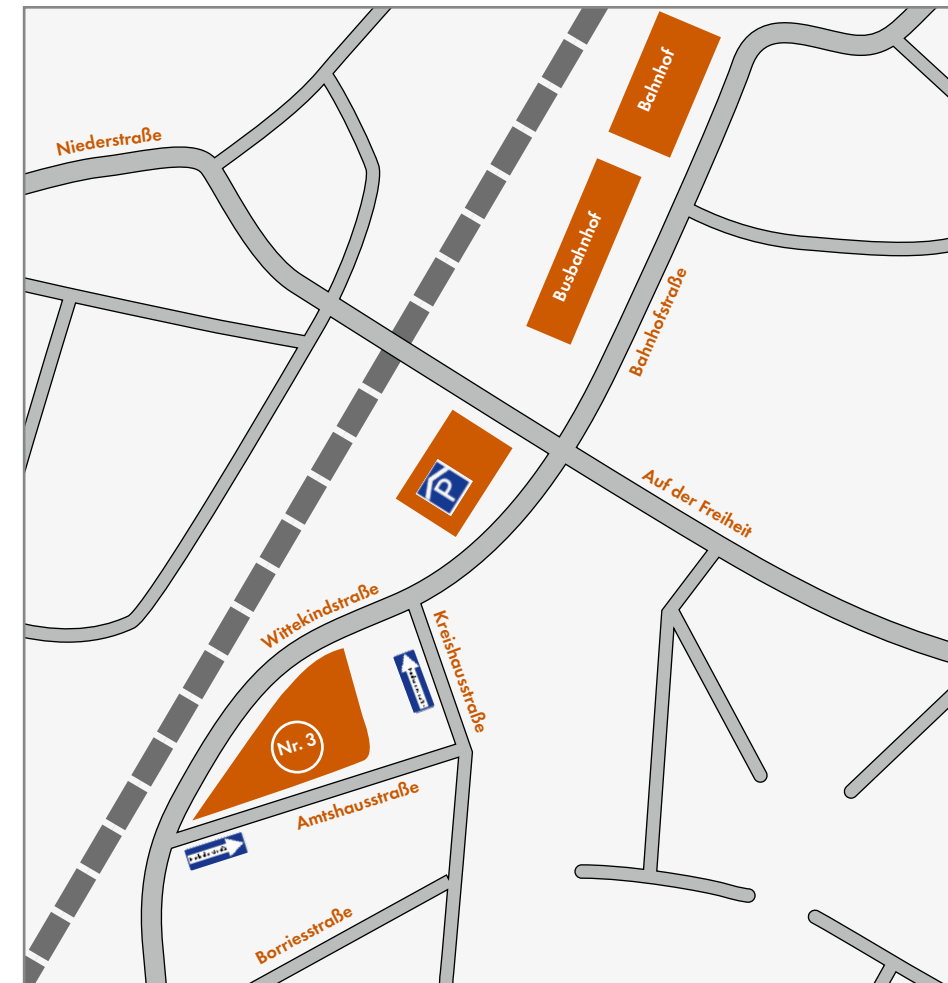 Bahnhof
Niederstraße
Busbahnhof
Bahnhofstraße
P
Auf der Freiheit
Wittekindstraße
Kreishausstraße
Nr. 3
Amtshausstraße
Borriesstraße